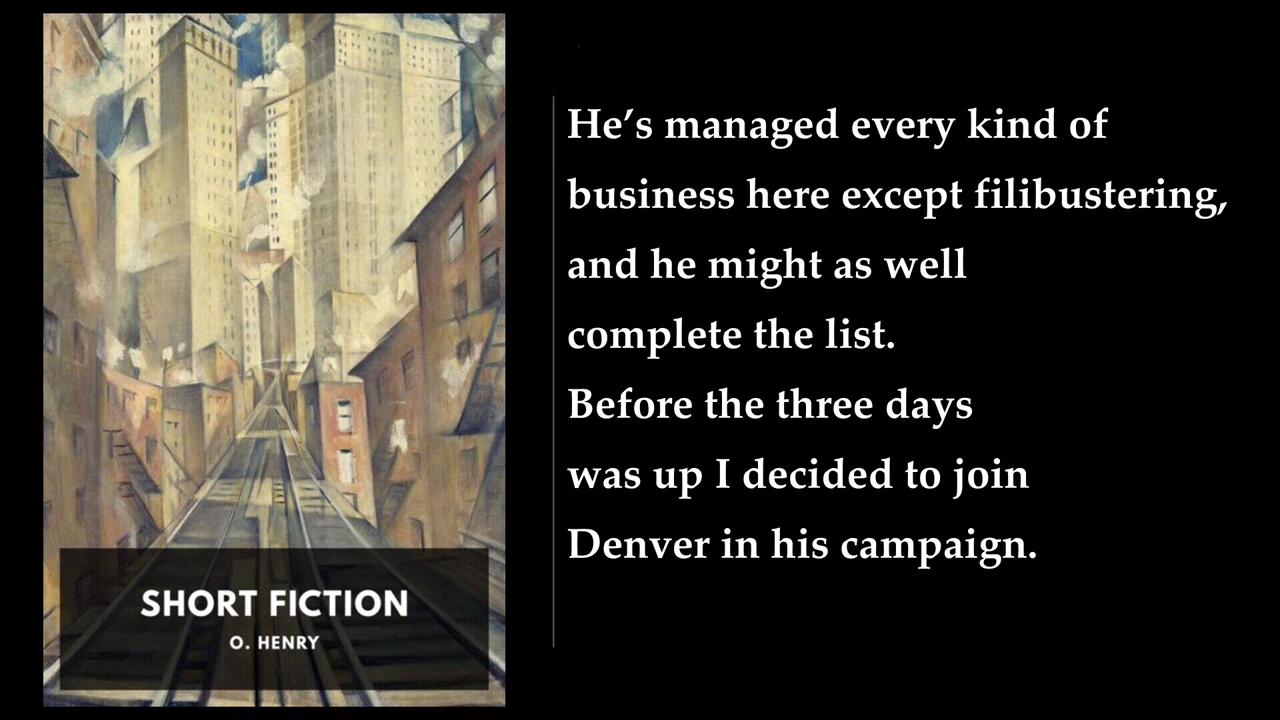 He’s managed every kind of
business here except filibustering,
and he might as well
complete the list.
Before the three days
was up I decided to join
Denver in his campaign.
SHORT FICTION
O. HENRY